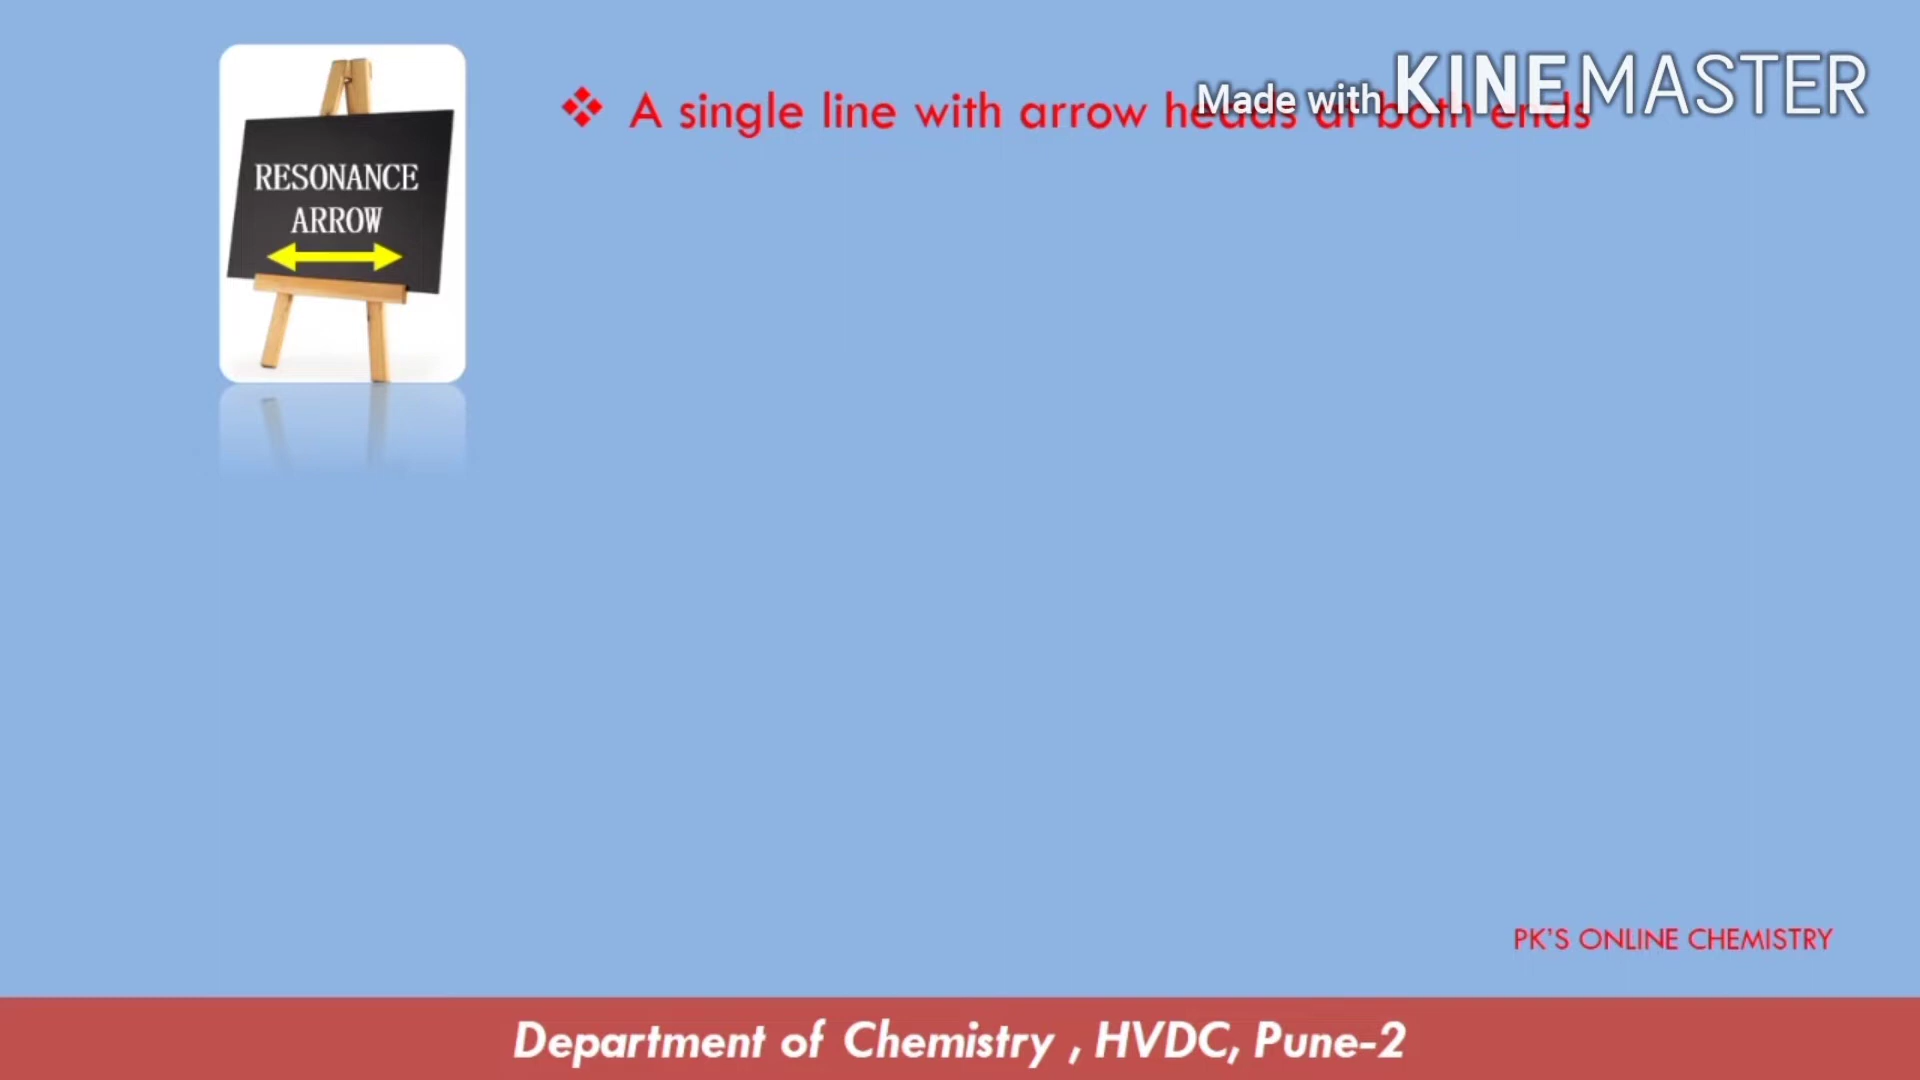 RESONANCE
ARROW
❖ A single line with arrow heads at both ends
Made with KINEMASTER
PK'S ONLINE CHEMISTRY
Department of Chemistry , HVDC, Pune-2